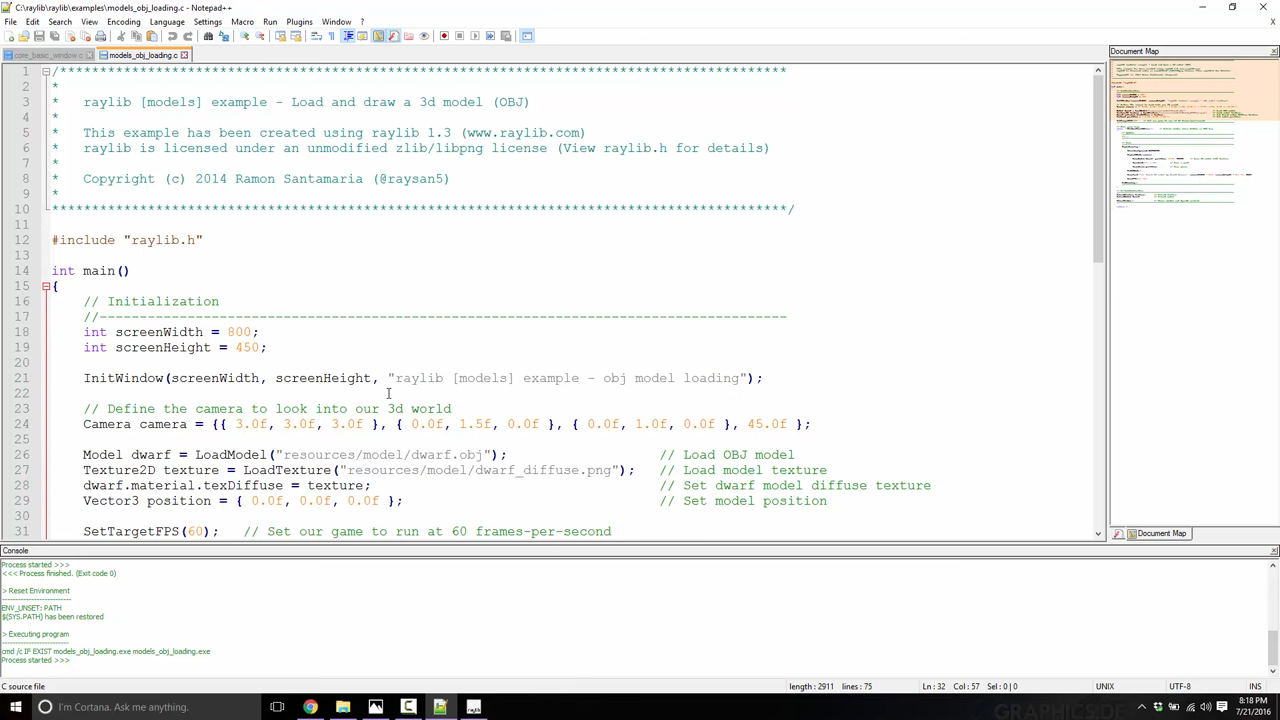 C:\raylib\raylib\examples\models_obj_loading.c - Notepad++
File Edit Search View Encoding Language Settings Macro Run Plugins Window ?
core_basic_window.c models_obj_loading.c
Document Map
1 /*******************************************************************************************
2 *
3 * raylib [models] example - Load and draw a 3d model (OBJ)
4 *
5 * This example has been created using raylib 1.3 (www.raylib.com)
6 * raylib is licensed under an unmodified zlib/libpng license (View raylib.h for details)
7 *
8 * Copyright (c) 2014 Ramon Santamaria (@raysan5)
9 *
10 ********************************************************************************************/
11
12 #include "raylib.h"
13
14 int main()
15 {
16 // Initialization
17 //--------------------------------------------------------------------------------------
18 int screenWidth = 800;
19 int screenHeight = 450;
20
21 InitWindow(screenWidth, screenHeight, "raylib [models] example - obj model loading");
22
23 // Define the camera to look into our 3d world
24 Camera camera = {{ 3.0f, 3.0f, 3.0f }, { 0.0f, 1.5f, 0.0f }, { 0.0f, 1.0f, 0.0f }, 45.0f };
25
26 Model dwarf = LoadModel("resources/model/dwarf.obj"); // Load OBJ model
27 Texture2D texture = LoadTexture("resources/model/dwarf_diffuse.png"); // Load model texture
28 dwarf.material.texDiffuse = texture; // Set dwarf model diffuse texture
29 Vector3 position = { 0.0f, 0.0f, 0.0f }; // Set model position
30
31 SetTargetFPS(60); // Set our game to run at 60 frames-per-second
Document Map
Console
Process started >>>
<<< Process finished. (Exit code 0)
> Reset Environment
-------------------------
ENV_UNSET: PATH
$(SYS.PATH) has been restored
> Executing program
-------------------------
cmd /c IF EXIST models_obj_loading.exe models_obj_loading.exe
Process started >>>
C source file length : 2911 lines : 75 Ln : 32 Col : 57 Sel : 0 | 0 UNIX UTF-8 INS
I'm Cortana. Ask me anything.
8:18 PM
7/21/2016